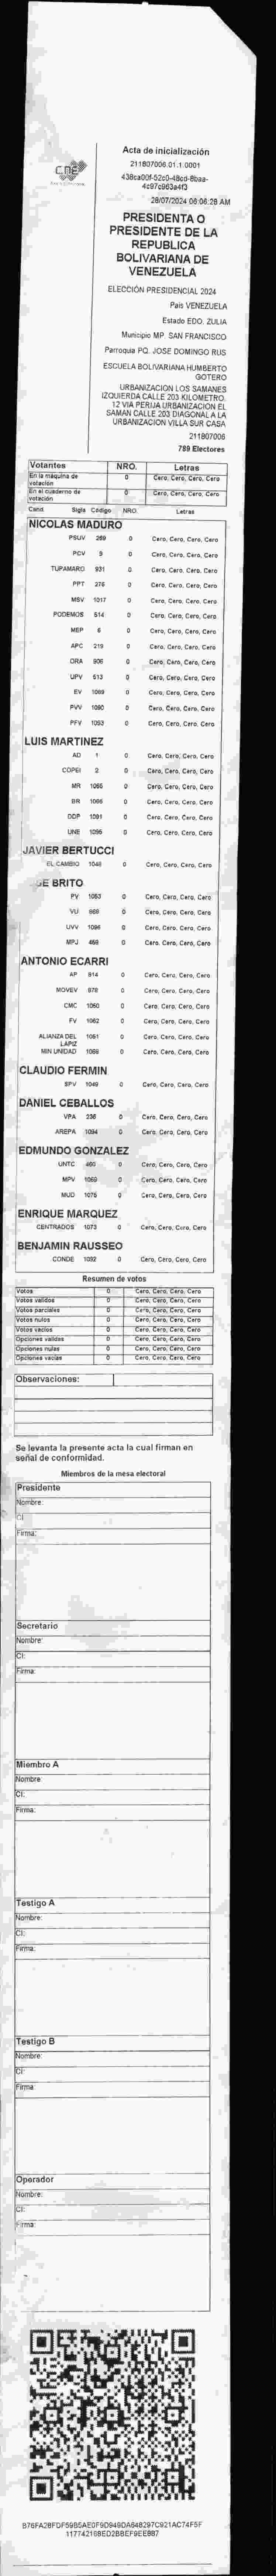 CNE
Acta de inicialización
211807006.01.1.0001
28/07/2024 06:06:28 AM
PRESIDENTA O
PRESIDENTE DE LA
REPUBLICA
BOLIVARIANA DE
VENEZUELA
ELECCIÓN PRESIDENCIAL 2024
País VENEZUELA
Estado EDO. ZULIA
Municipio MP. SAN FRANCISCO
Parroquia PQ. JOSE DOMINGO RUS
ESCUELA BOLIVARIANA HUMBERTO
GOTERO
URBANIZACION LOS SAMANES
IZQUIERDA CALLE 203 KILOMETRO.
12 VIA PERIJA URBANIZACION EL
SAMAN CALLE 203 DIAGONAL A LA
URBANIZACION VILLA SUR CASA
211807006
789 Electores
Votantes NRO. Letras
En la maquina de votación 0 Cero, Cero, Cero, Cero
En el cuaderno de votación 0 Cero, Cero, Cero, Cero
Cand. Sigla Código NRO. Letras
NICOLAS MADURO
PSUV 269 0 Cero, Cero, Cero, Cero
PCV 9 0 Cero, Cero, Cero, Cero
TUPAMARO 931 0 Cero, Cero, Cero, Cero
PPT 276 0 Cero, Cero, Cero, Cero
MSV 1017 0 Cero, Cero, Cero, Cero
PODEMOS 514 0 Cero, Cero, Cero, Cero
MEP 6 0 Cero, Cero, Cero, Cero
APC 219 0 Cero, Cero, Cero, Cero
ORA 906 0 Cero, Cero, Cero, Cero
UPV 513 0 Cero, Cero, Cero, Cero
EV 1089 0 Cero, Cero, Cero, Cero
PVV 1090 0 Cero, Cero, Cero, Cero
PFV 1093 0 Cero, Cero, Cero, Cero
LUIS MARTINEZ
AD 1 0 Cero, Cero, Cero, Cero
COPEI 2 0 Cero, Cero, Cero, Cero
MR 1065 0 Cero, Cero, Cero, Cero
BR 1066 0 Cero, Cero, Cero, Cero
DDP 1091 0 Cero, Cero, Cero, Cero
UNE 1095 0 Cero, Cero, Cero, Cero
JAVIER BERTUCCI
EL CAMBIO 1048 0 Cero, Cero, Cero, Cero
BRITO
PV 1053 0 Cero, Cero, Cero, Cero
VU 868 0 Cero, Cero, Cero, Cero
UVV 1096 0 Cero, Cero, Cero, Cero
MPJ 468 0 Cero, Cero, Cero, Cero
ANTONIO ECARRI
AP 914 0 Cero, Cero, Cero, Cero
MOVEV 978 0 Cero, Cero, Cero, Cero
CMC 1050 0 Cero, Cero, Cero, Cero
FV 1062 0 Cero, Cero, Cero, Cero
ALIANZA DEL LAPIZ 1061 0 Cero, Cero, Cero, Cero
MIN UNIDAD 1068 0 Cero, Cero, Cero, Cero
CLAUDIO FERMIN
SPV 1049 0 Cero, Cero, Cero, Cero
DANIEL CEBALLOS
VPA 236 0 Cero, Cero, Cero, Cero
AREPA 1094 0 Cero, Cero, Cero, Cero
EDMUNDO GONZALEZ
UNTC 466 0 Cero, Cero, Cero, Cero
MPV 1069 0 Cero, Cero, Cero, Cero
MUD 1075 0 Cero, Cero, Cero, Cero
ENRIQUE MARQUEZ
CENTRADOS 1073 0 Cero, Cero, Cero, Cero
BENJAMIN RAUSSEO
CONDE 1092 0 Cero, Cero, Cero, Cero
Resumen de votos
Votos 0 Cero, Cero, Cero, Cero
Votos validos 0 Cero, Cero, Cero, Cero
Votos parciales 0 Cero, Cero, Cero, Cero
Votos nulos 0 Cero, Cero, Cero, Cero
Votos vacios 0 Cero, Cero, Cero, Cero
Opciones validas 0 Cero, Cero, Cero, Cero
Opciones nulas 0 Cero, Cero, Cero, Cero
Opciones vacias 0 Cero, Cero, Cero, Cero
Observaciones:
Se levanta la presente acta la cual firman en
señal de conformidad.
Miembros de la mesa electoral
Presidente
Nombre:
CI:
Firma:
Secretario
Nombre:
CI:
Firma:
Miembro A
Nombre:
CI:
Firma:
Testigo A
Nombre:
CI:
Firma:
Testigo B
Nombre:
CI:
Firma:
Operador
Nombre:
CI:
Firma: